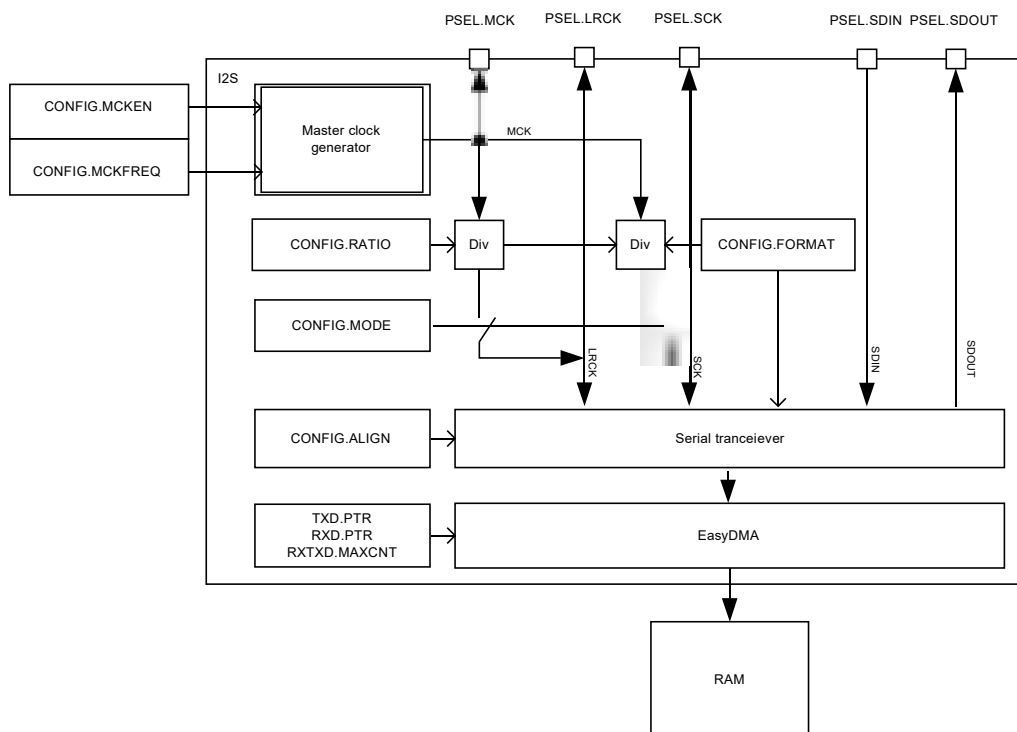 PSEL.MCK
PSEL.LRCK
PSEL.SCK
PSEL.SDIN
PSEL.SDOUT
I2S
CONFIG.MCKEN
CONFIG.MCKFREQ
Master clock
generator
MCK
CONFIG.RATIO
Div
Div
CONFIG.FORMAT
CONFIG.MODE
LRCK
SCK
SDIN
SDOUT
CONFIG.ALIGN
Serial tranceiever
TXD.PTR
RXD.PTR
RXTXD.MAXCNT
EasyDMA
RAM